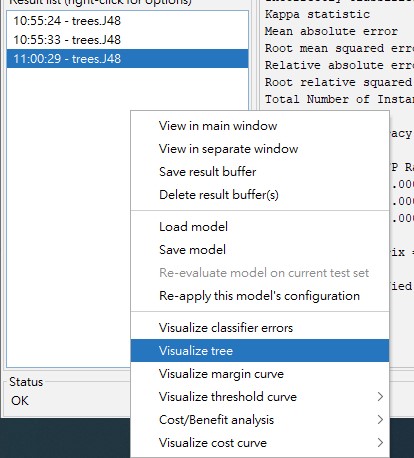 Result list (right-click for options)
10:55:24 - trees.J48
10:55:33 - trees.J48
11:00:29 - trees.J48
Status
OK
Kappa statistic
Mean absolute error
Root mean squared erro
Relative absolute erro
Root relative squared
Total Number of Instan
View in main window
View in separate window
Save result buffer
Delete result buffer(s)
Load model
Save model
Re-evaluate model on current test set
Re-apply this model's configuration
Visualize classifier errors
Visualize tree
Visualize margin curve
Visualize threshold curve
Cost/Benefit analysis
Visualize cost curve